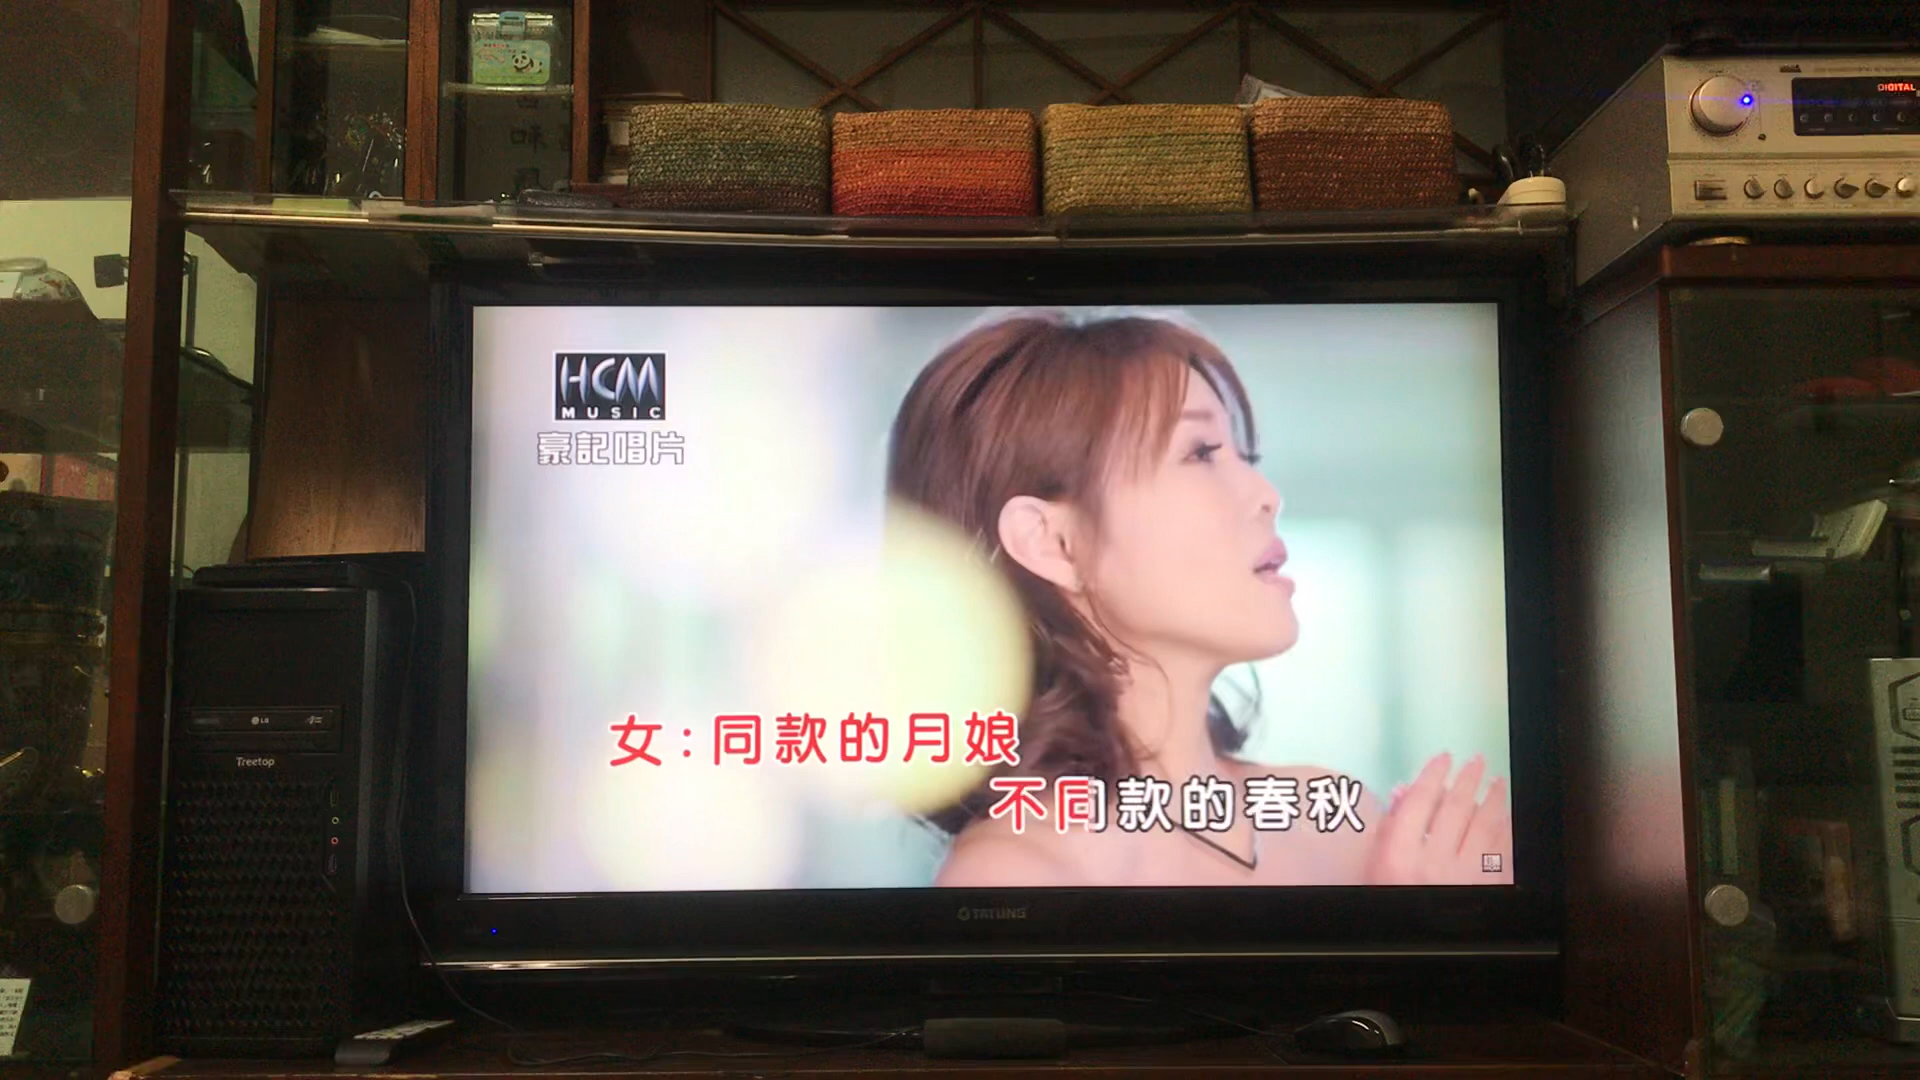 DIGITAL
HCM
MUSIC
豪記唱片
女:同款的月娘
不同款的春秋
LG
Treetop
TATUNG